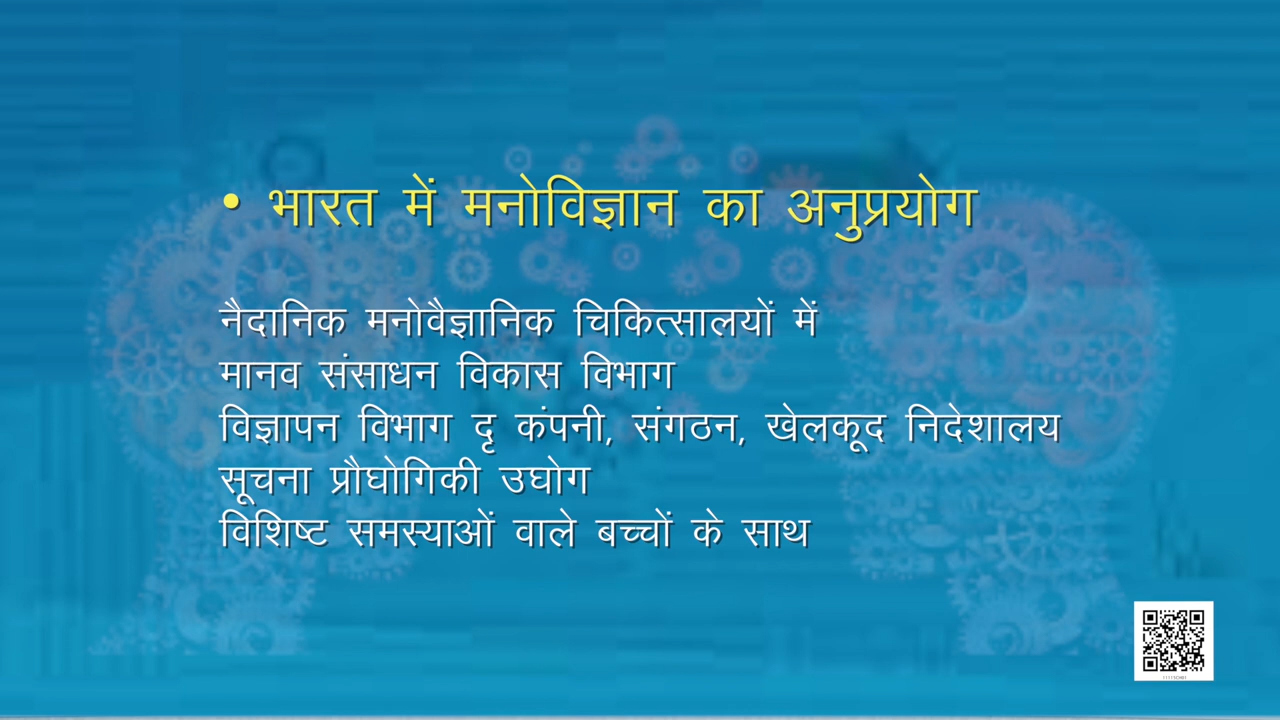 • भारत में मनोविज्ञान का अनुप्रयोग
नैदानिक मनोवैज्ञानिक चिकित्सालयों में
मानव संसाधन विकास विभाग
विज्ञापन विभाग दृ कंपनी, संगठन, खेलकूद निदेशालय
सूचना प्रौघोगिकी उघोग
विशिष्ट समस्याओं वाले बच्चों के साथ